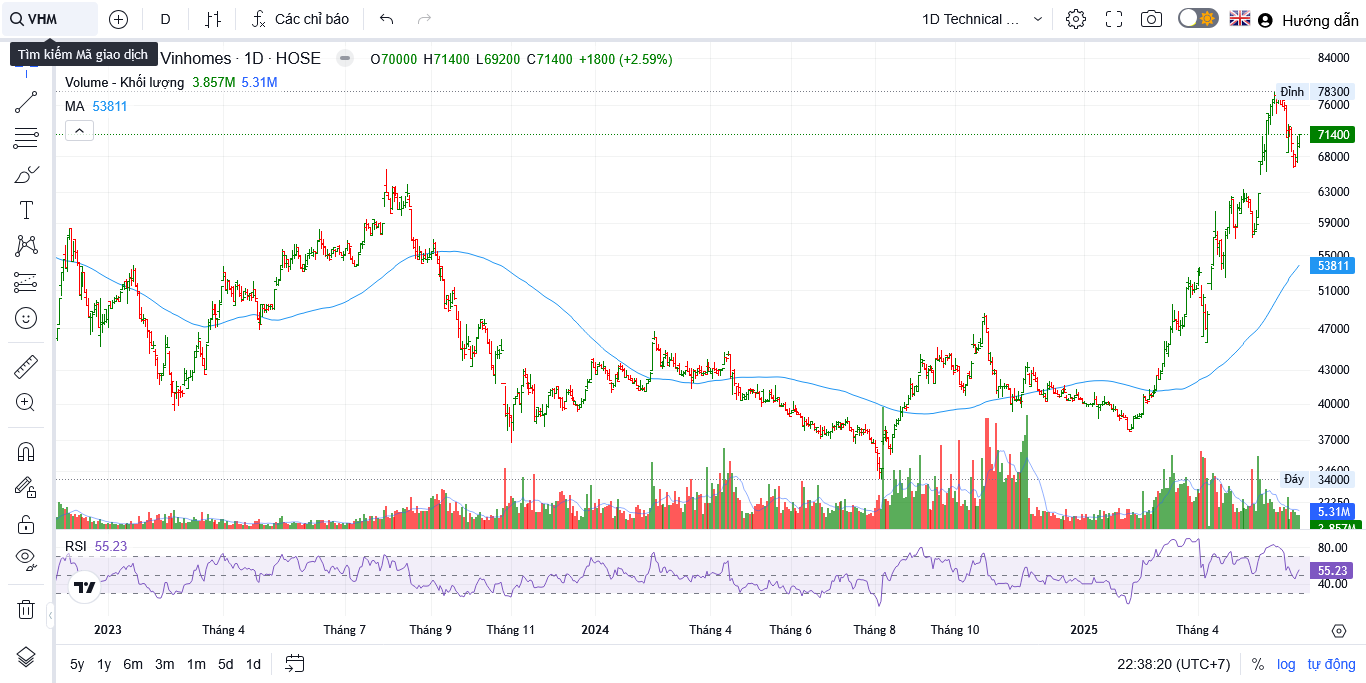 VHM
D
Các chỉ báo
1D Technical ...
Hướng dẫn
Tìm kiếm Mã giao dịch
Vinhomes · 1D · HOSE
O70000 H71400 L69200 C71400 +1800 (+2.59%)
Volume - Khối lượng 3.857M 5.31M
MA 53811
84000
Đỉnh 78300
76000
71400
68000
63000
59000
55000
53811
51000
47000
43000
40000
37000
34600
Đáy 34000
32250
5.31M
3.857M
RSI 55.23
80.00
55.23
40.00
2023 Tháng 4 Tháng 7 Tháng 9 Tháng 11 2024 Tháng 4 Tháng 6 Tháng 8 Tháng 10 2025 Tháng 4
5y 1y 6m 3m 1m 5d 1d
22:38:20 (UTC+7) % log tự động